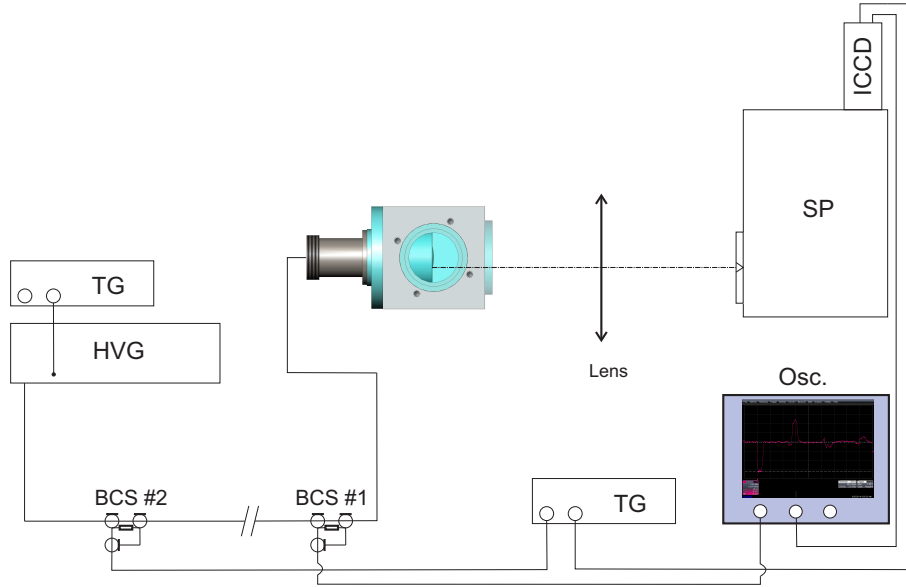 ICCD
SP
TG
HVG
Lens
Osc.
BCS #2
BCS #1
TG